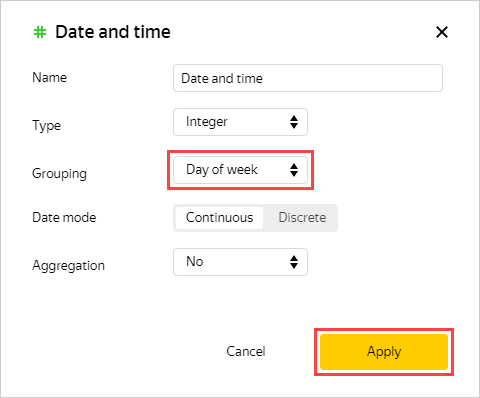 # Date and time
Name Date and time
Type Integer
Grouping Day of week
Date mode Continuous Discrete
Aggregation No
Cancel Apply